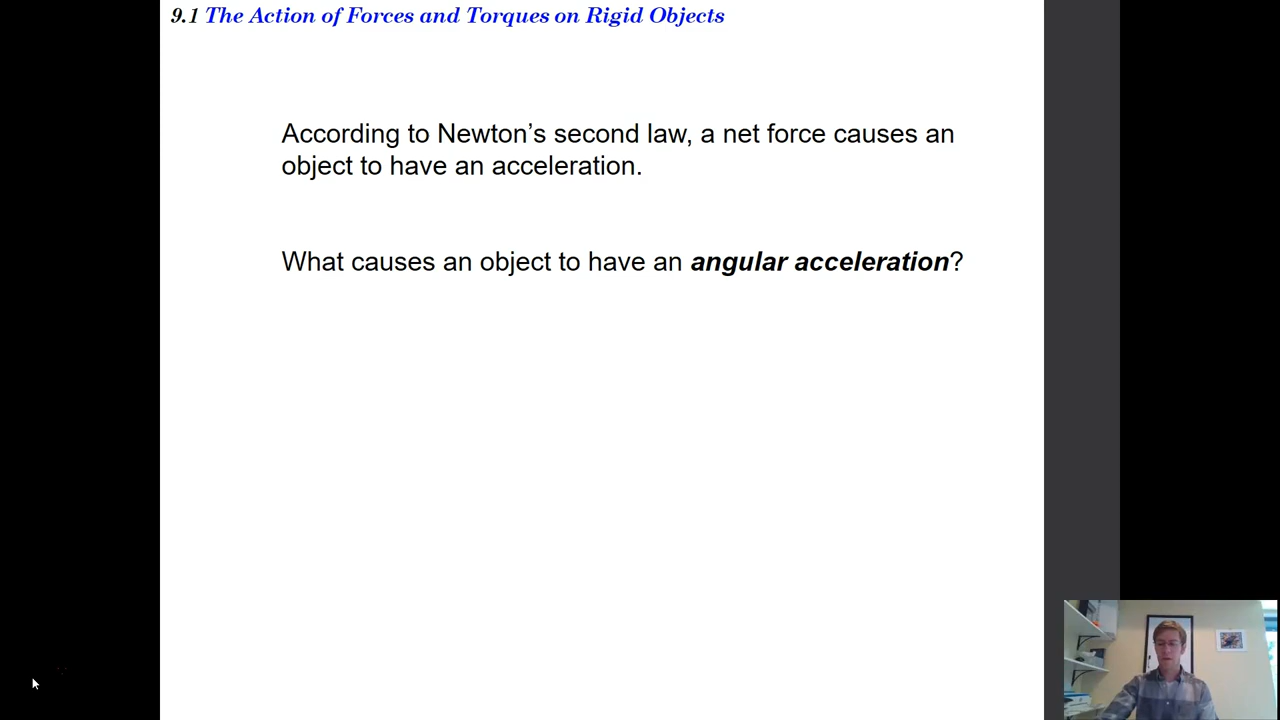 9.1 The Action of Forces and Torques on Rigid Objects
According to Newton’s second law, a net force causes an
object to have an acceleration.
What causes an object to have an angular acceleration?